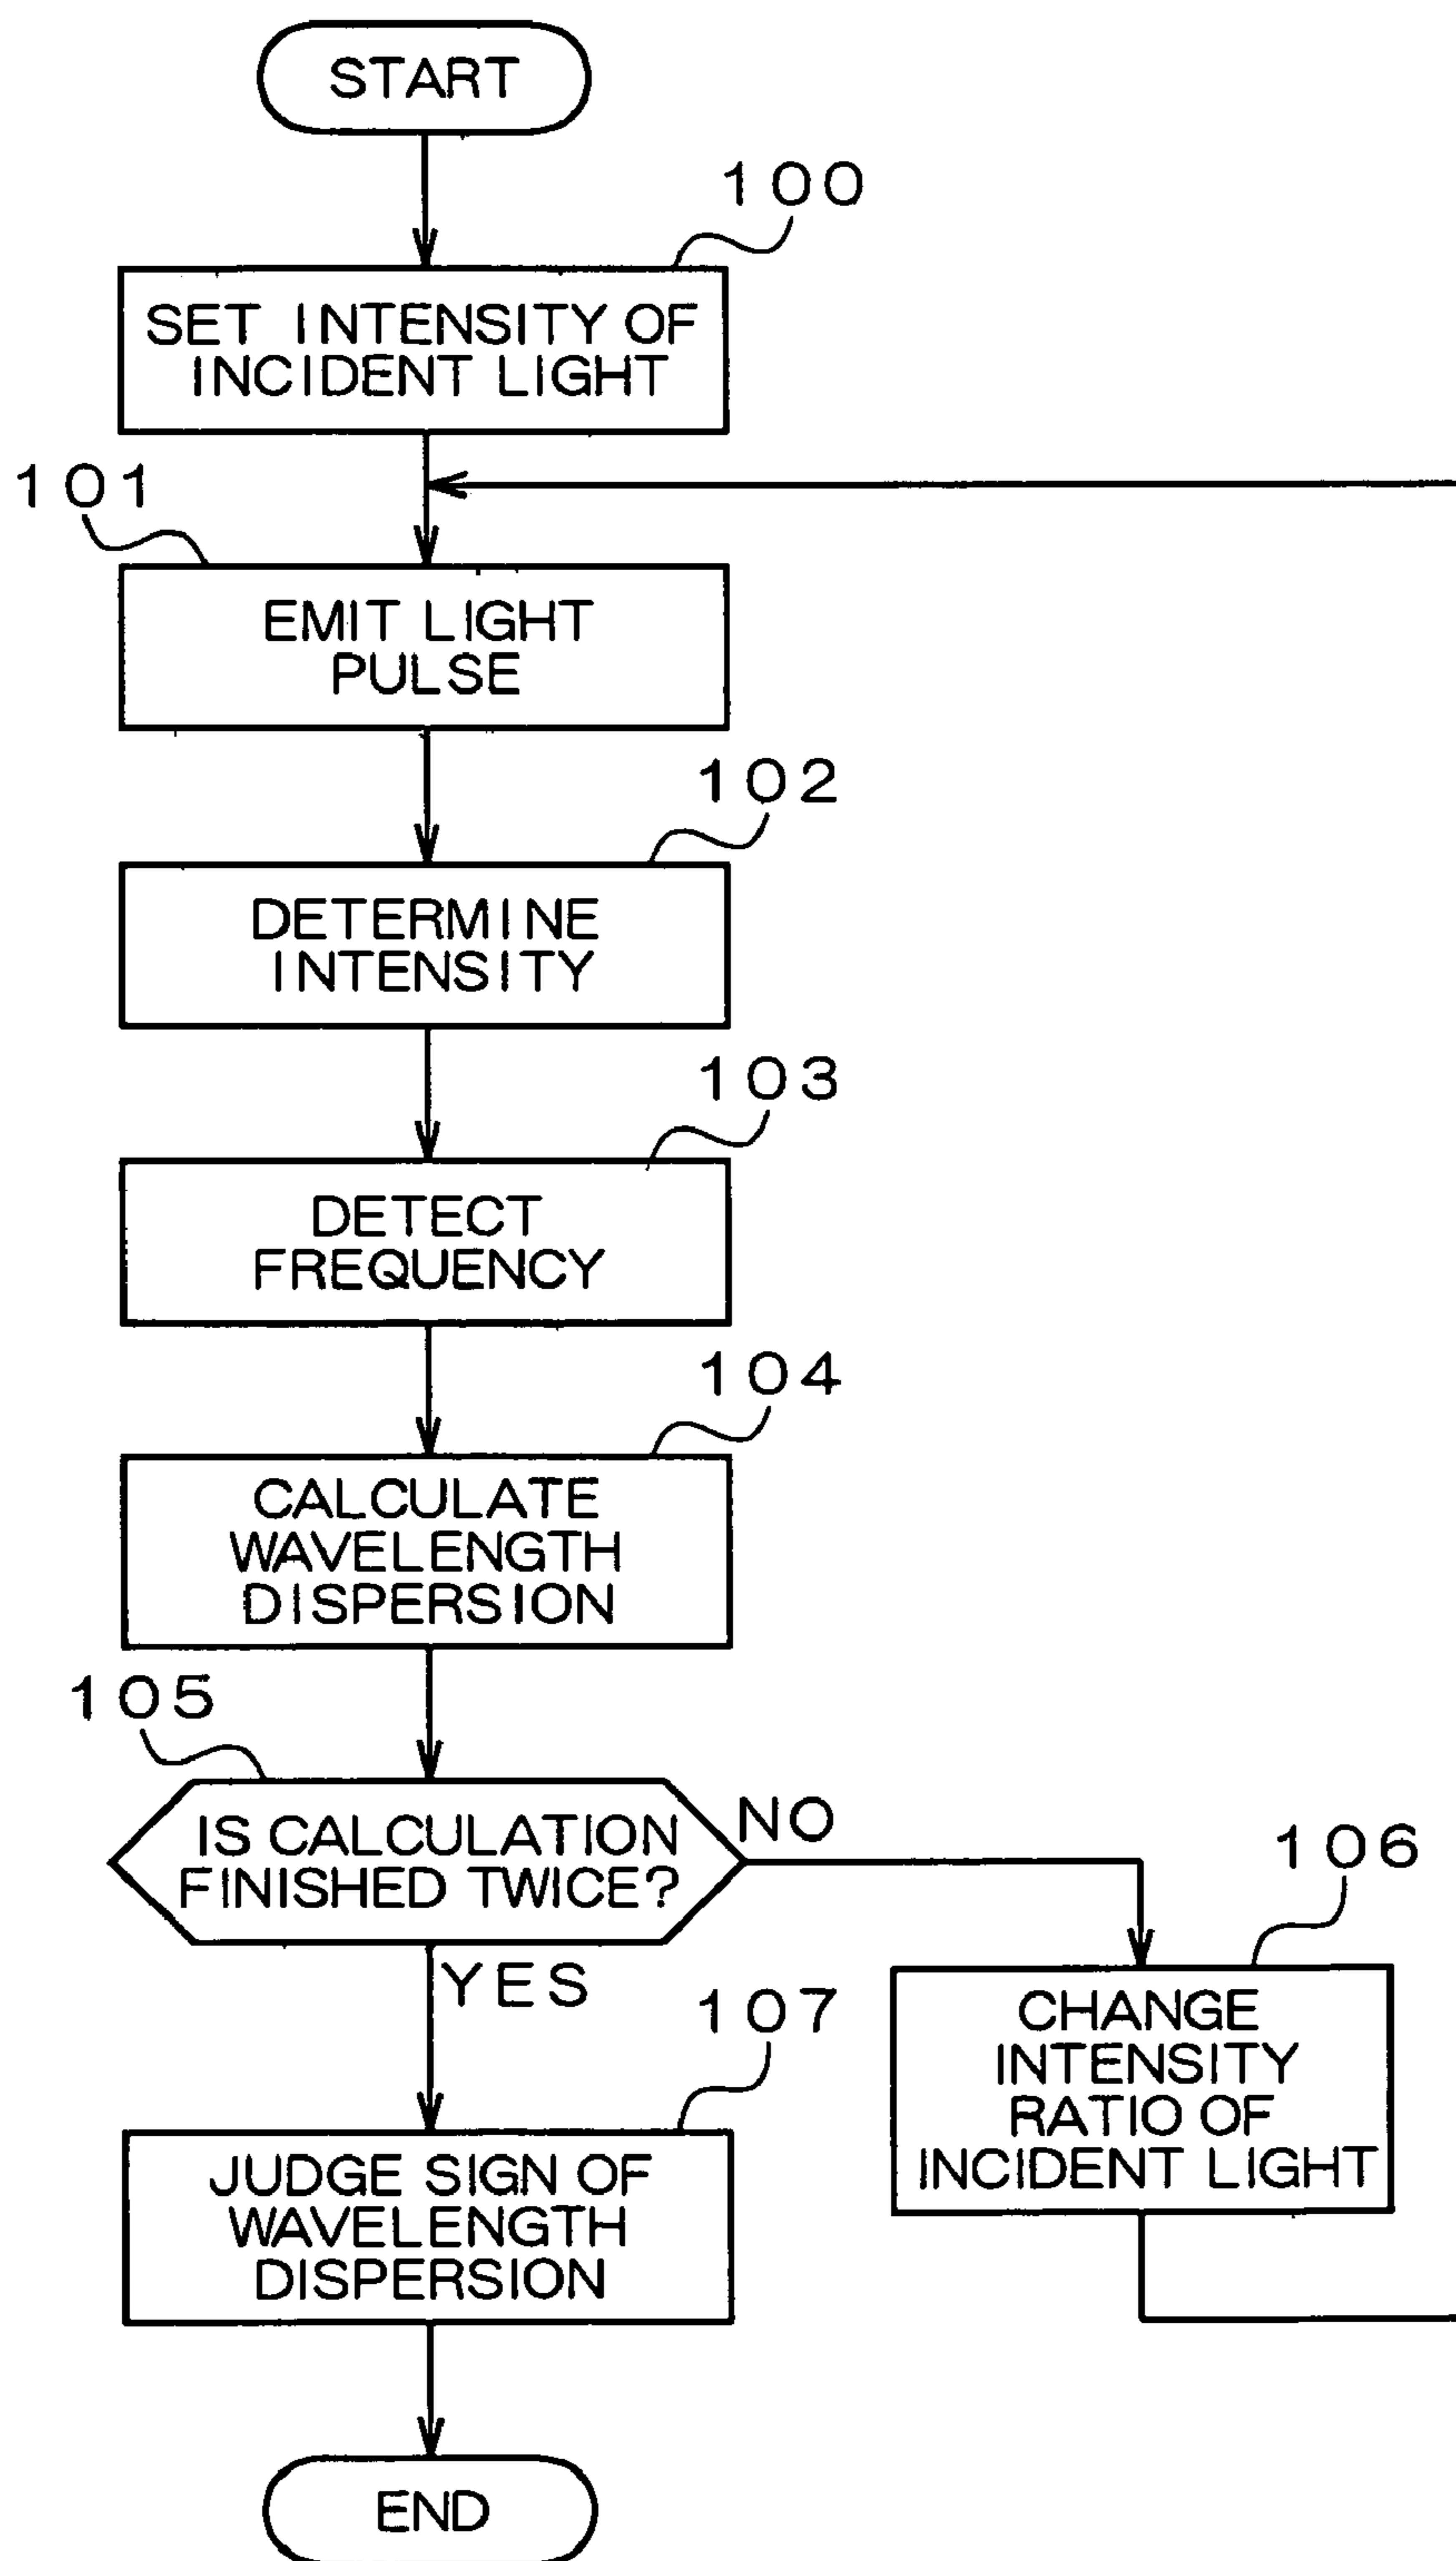 START
100
SET INTENSITY OF
INCIDENT LIGHT
101
EMIT LIGHT
PULSE
102
DETERMINE
INTENSITY
103
DETECT
FREQUENCY
104
CALCULATE
WAVELENGTH
DISPERSION
105
IS CALCULATION
FINISHED TWICE?
NO
106
CHANGE
INTENSITY
RATIO OF
INCIDENT LIGHT
YES
107
JUDGE SIGN OF
WAVELENGTH
DISPERSION
END